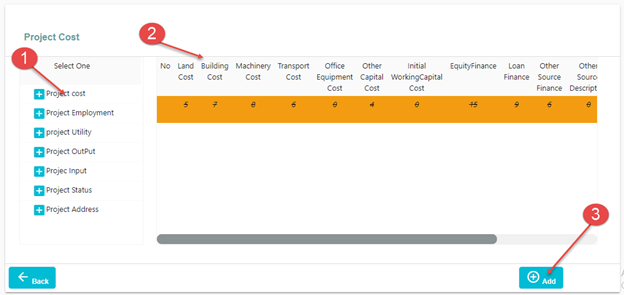 Project Cost
1
2
Select One
No Land Building Machinery Transport Office Other Initial EquityFinance Loan Other Other
Cost Cost Cost Cost Equipment Capital WorkingCapital Finance Source Source
Cost Cost Cost Finance Descript
Project cost
Project Employment
project Utility
Project OutPut
Projec Input
Project Status
Project Address
5 7 0 6 0 4 0 15 9 6 0
3
Back
Add